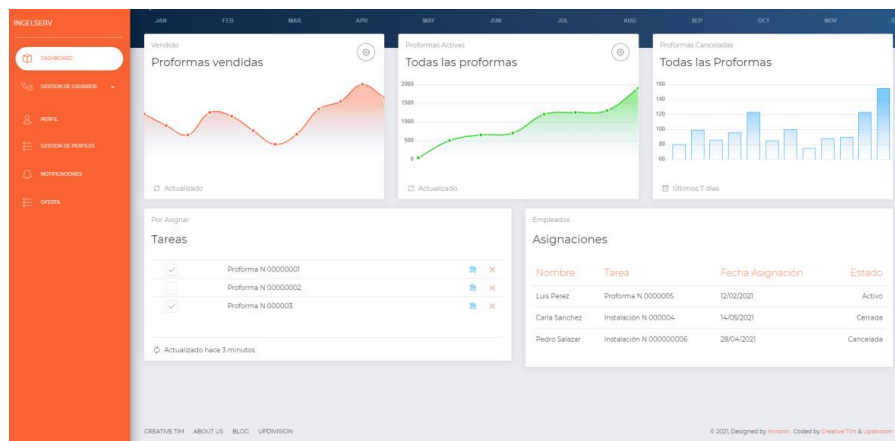 INGELSERV
JAN FEB MAR APR MAY JUN JUL AUG SEP OCT NOV
DASHBOARD
GESTION DE USUARIOS
PERFIL
GESTION DE PERFILES
NOTIFICACIONES
OFERTA
Vendido
Proformas vendidas
Actualizado
Proformas Activas
Todas las proformas
2000
1500
1000
500
0
Actualizado
Proformas Canceladas
Todas las Proformas
160
140
120
100
80
60
Últimos 7 días
Por Asignar
Tareas
Proforma N 00000001
Proforma N 00000002
Proforma N 000003
Actualizado hace 3 minutos
Empleados
Asignaciones
Nombre Tarea Fecha Asignación Estado
Luis Perez Proforma N 0000005 12/02/2021 Activo
Carla Sanchez Instalación N 000004 14/05/2021 Cerrada
Pedro Salazar Instalación N 000000006 28/04/2021 Cancelada
CREATIVE TIM ABOUT US BLOG UPDIVISION
© 2021, Designed by Invision . Coded by Creative Tim & Updivision